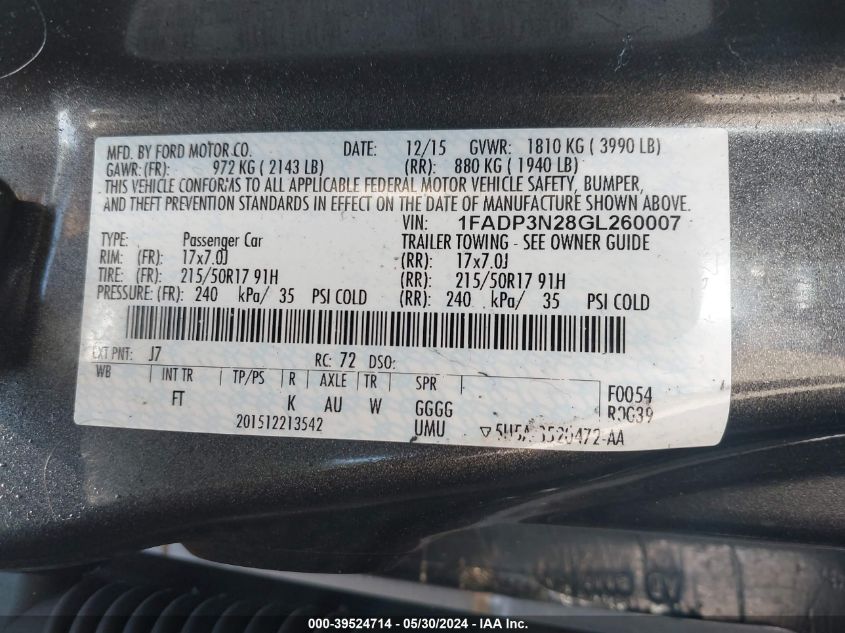 MFD. BY FORD MOTOR CO. DATE: 12/15 GVWR: 1810 KG ( 3990 LB)
GAWR: (FR): 972 KG ( 2143 LB) (RR): 880 KG ( 1940 LB)
THIS VEHICLE CONFORMS TO ALL APPLICABLE FEDERAL MOTOR VEHICLE SAFETY, BUMPER,
AND THEFT PREVENTION STANDARDS IN EFFECT ON THE DATE OF MANUFACTURE SHOWN ABOVE.
VIN: 1FADP3N28GL260007
TYPE: Passenger Car TRAILER TOWING - SEE OWNER GUIDE
RIM: (FR): 17x7.0J (RR): 17x7.0J
TIRE: (FR): 215/50R17 91H (RR): 215/50R17 91H
PRESSURE: (FR): 240 kPa/ 35 PSI COLD (RR): 240 kPa/ 35 PSI COLD
EXT PNT: J7 RC: 72 DSO:
WB INT TR TP/PS R AXLE TR SPR F0054
FT K AU W GGGG
201512213542 UMU
000-39524714 - 05/30/2024 - IAAI.COM